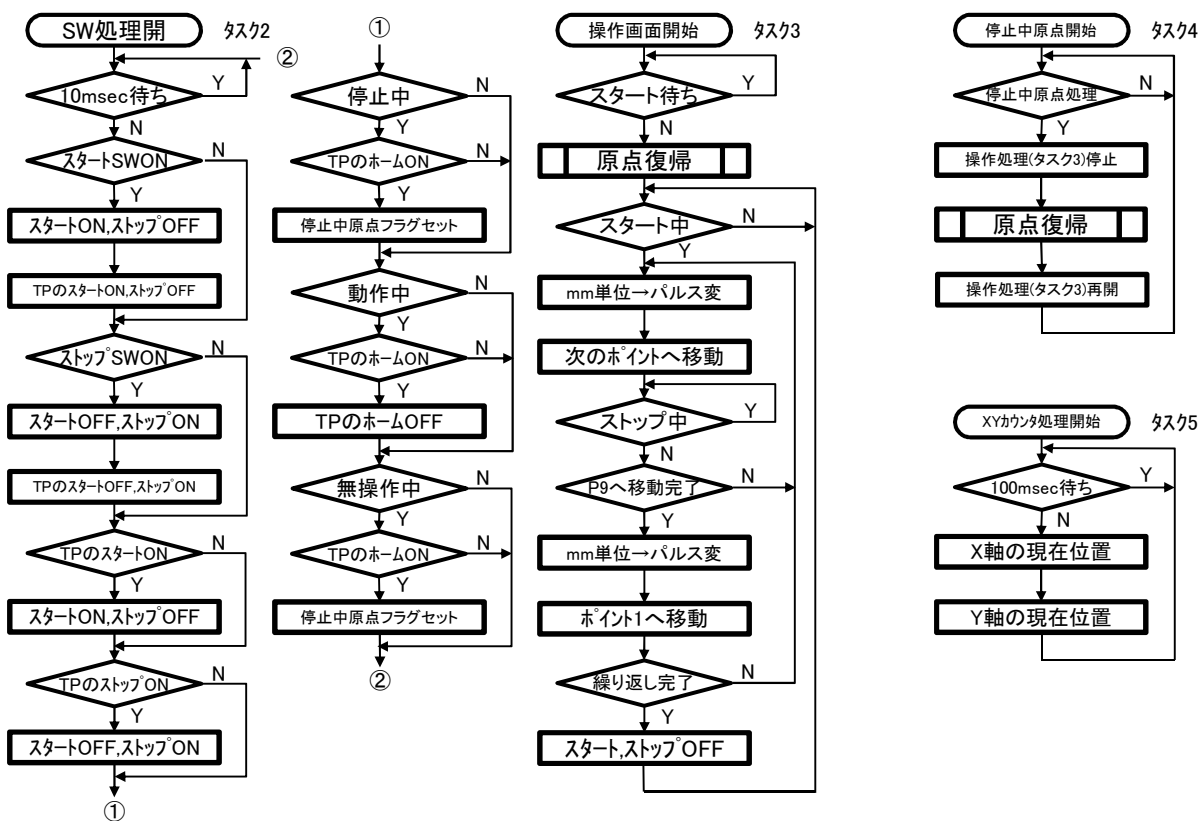 SW処理開
タスク2
②
10msec待ち
Y
N
スタートSWON
N
Y
スタートON,ストップOFF
TPのスタートON,ストップOFF
ストップSWON
N
Y
スタートOFF,ストップON
TPのスタートOFF,ストップON
TPのスタートON
N
Y
スタートON,ストップOFF
TPのストップON
N
Y
スタートOFF,ストップON
①
①
停止中
N
Y
TPのホームON
N
Y
停止中原点フラグセット
動作中
N
Y
TPのホームON
N
Y
TPのホームOFF
無操作中
N
Y
TPのホームON
N
Y
停止中原点フラグセット
②
操作画面開始
タスク3
スタート待ち
Y
N
原点復帰
スタート中
N
Y
mm単位→パルス変
次のポイントへ移動
ストップ中
Y
N
P9へ移動完了
N
Y
mm単位→パルス変
ポイント1へ移動
繰り返し完了
N
Y
スタート,ストップOFF
停止中原点開始
タスク4
停止中原点処理
N
Y
操作処理(タスク3)停止
原点復帰
操作処理(タスク3)再開
XYカウンタ処理開始
タスク5
100msec待ち
Y
N
X軸の現在位置
Y軸の現在位置